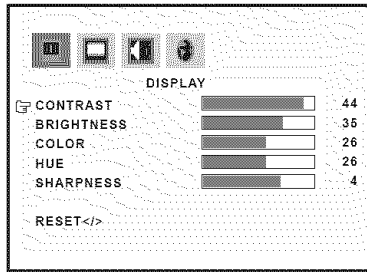 DISPLAY
CONTRAST 44
BRIGHTNESS 35
COLOR 26
HUE 26
SHARPNESS 4
RESET</>